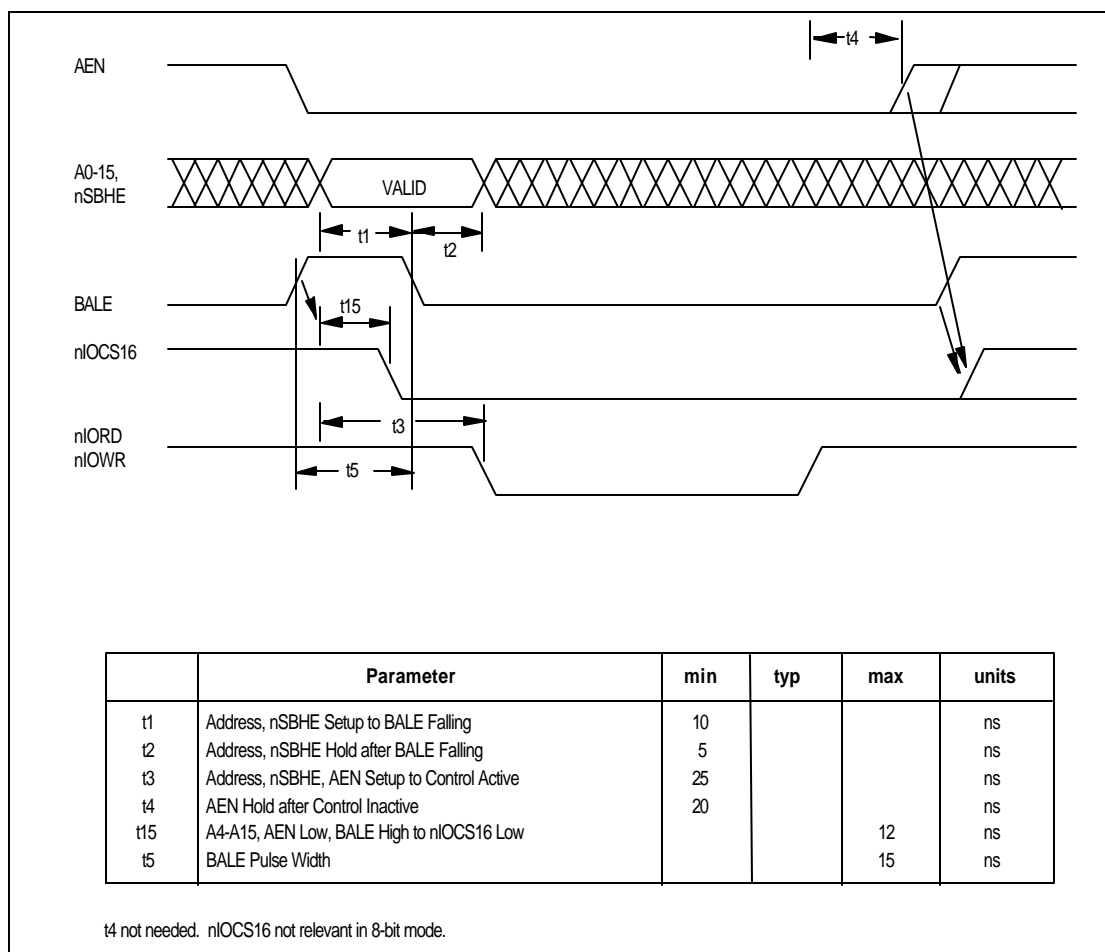 t4
AEN
A0-15,
nSBHE
VALID
t1
t2
BALE
t15
nIOCS16
t3
nIORD
nIOWR
t5
Parameter min typ max units
t1 Address, nSBHE Setup to BALE Falling 10 ns
t2 Address, nSBHE Hold after BALE Falling 5 ns
t3 Address, nSBHE, AEN Setup to Control Active 25 ns
t4 AEN Hold after Control Inactive 20 ns
t15 A4-A15, AEN Low, BALE High to nIOCS16 Low 12 ns
t5 BALE Pulse Width 15 ns
t4 not needed. nIOCS16 not relevant in 8-bit mode.